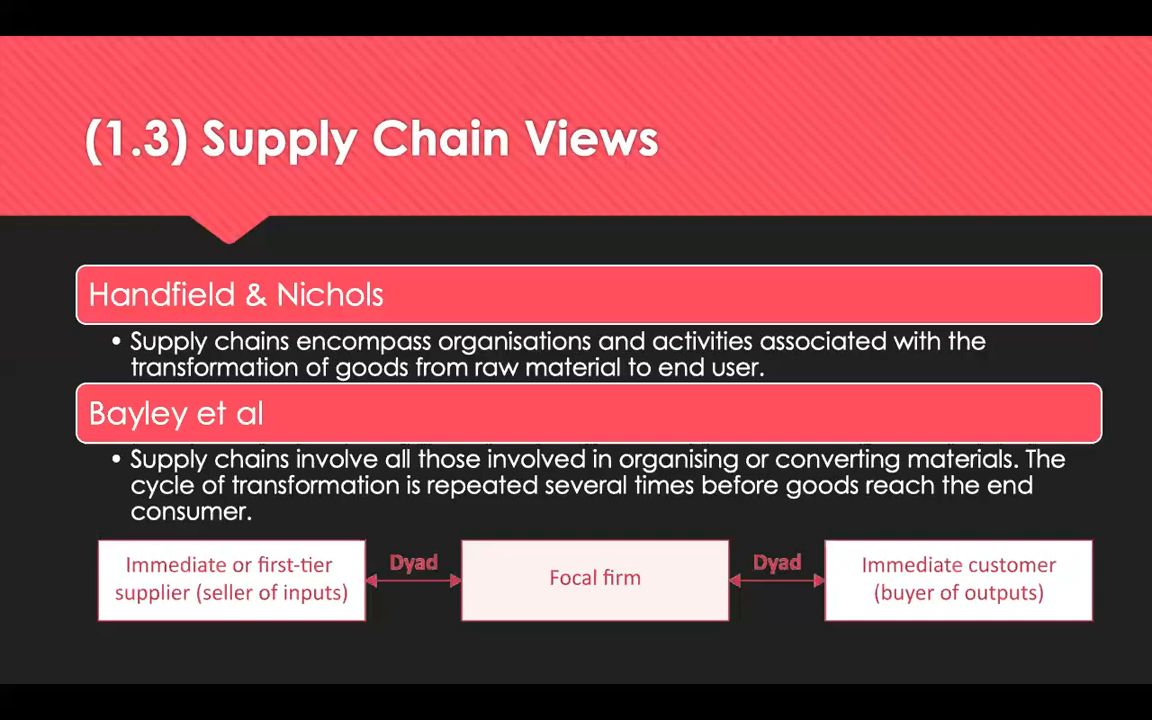 (1.3) Supply Chain Views
Handfield & Nichols
• Supply chains encompass organisations and activities associated with the
transformation of goods from raw material to end user.
Bayley et al
• Supply chains involve all those involved in organising or converting materials. The
cycle of transformation is repeated several times before goods reach the end
consumer.
Immediate or first-tier
supplier (seller of inputs)
Dyad
Focal firm
Dyad
Immediate customer
(buyer of outputs)